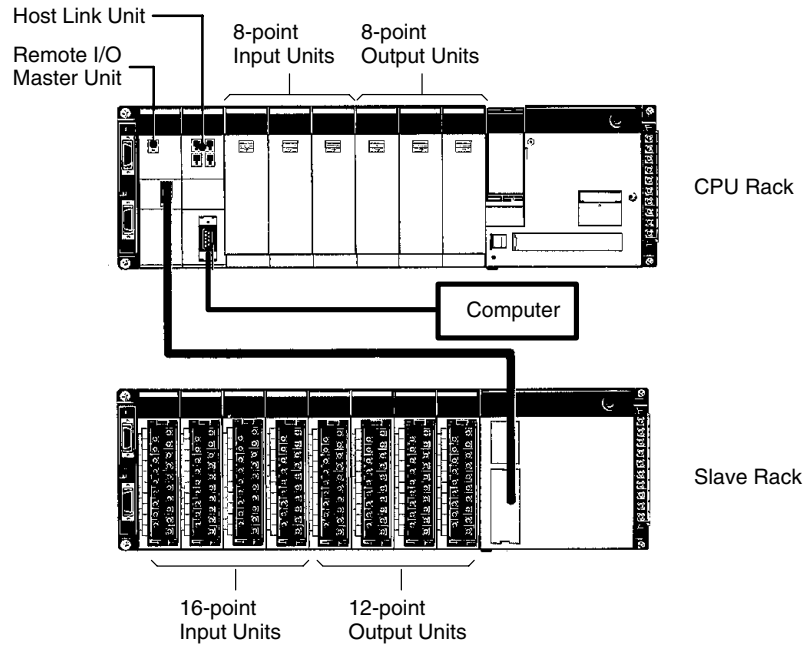 Host Link Unit
Remote I/O
Master Unit
8-point
Input Units
8-point
Output Units
CPU Rack
Computer
Slave Rack
16-point
Input Units
12-point
Output Units